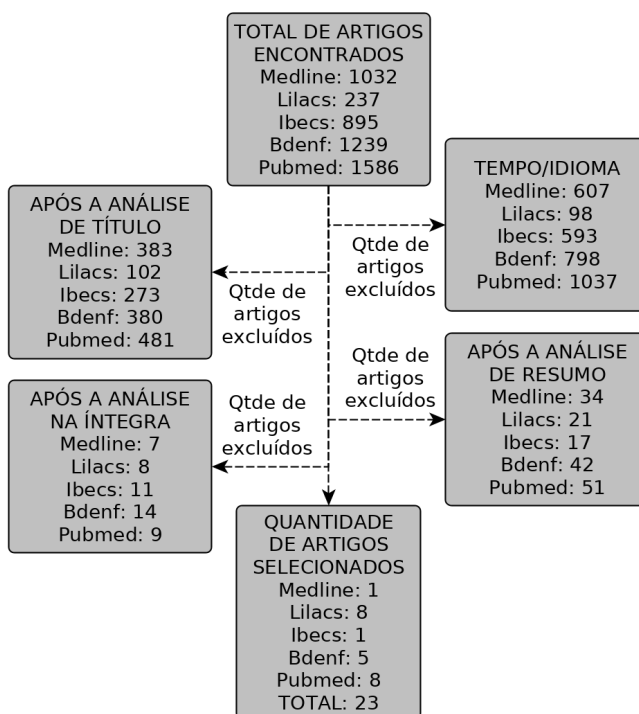 TOTAL DE ARTIGOS
ENCONTRADOS
Medline: 1032
Lilacs: 237
Ibecs: 895
Bdenf: 1239
Pubmed: 1586
TEMPO/IDIOMA
Medline: 607
Lilacs: 98
Ibecs: 593
Bdenf: 798
Pubmed: 1037
Qtde de
artigos
excluídos
APÓS A ANÁLISE
DE TÍTULO
Medline: 383
Lilacs: 102
Ibecs: 273
Bdenf: 380
Pubmed: 481
Qtde de
artigos
excluídos
APÓS A ANÁLISE
DE RESUMO
Medline: 34
Lilacs: 21
Ibecs: 17
Bdenf: 42
Pubmed: 51
Qtde de
artigos
excluídos
APÓS A ANÁLISE
NA ÍNTEGRA
Medline: 7
Lilacs: 8
Ibecs: 11
Bdenf: 14
Pubmed: 9
Qtde de
artigos
excluídos
QUANTIDADE
DE ARTIGOS
SELECIONADOS
Medline: 1
Lilacs: 8
Ibecs: 1
Bdenf: 5
Pubmed: 8
TOTAL: 23